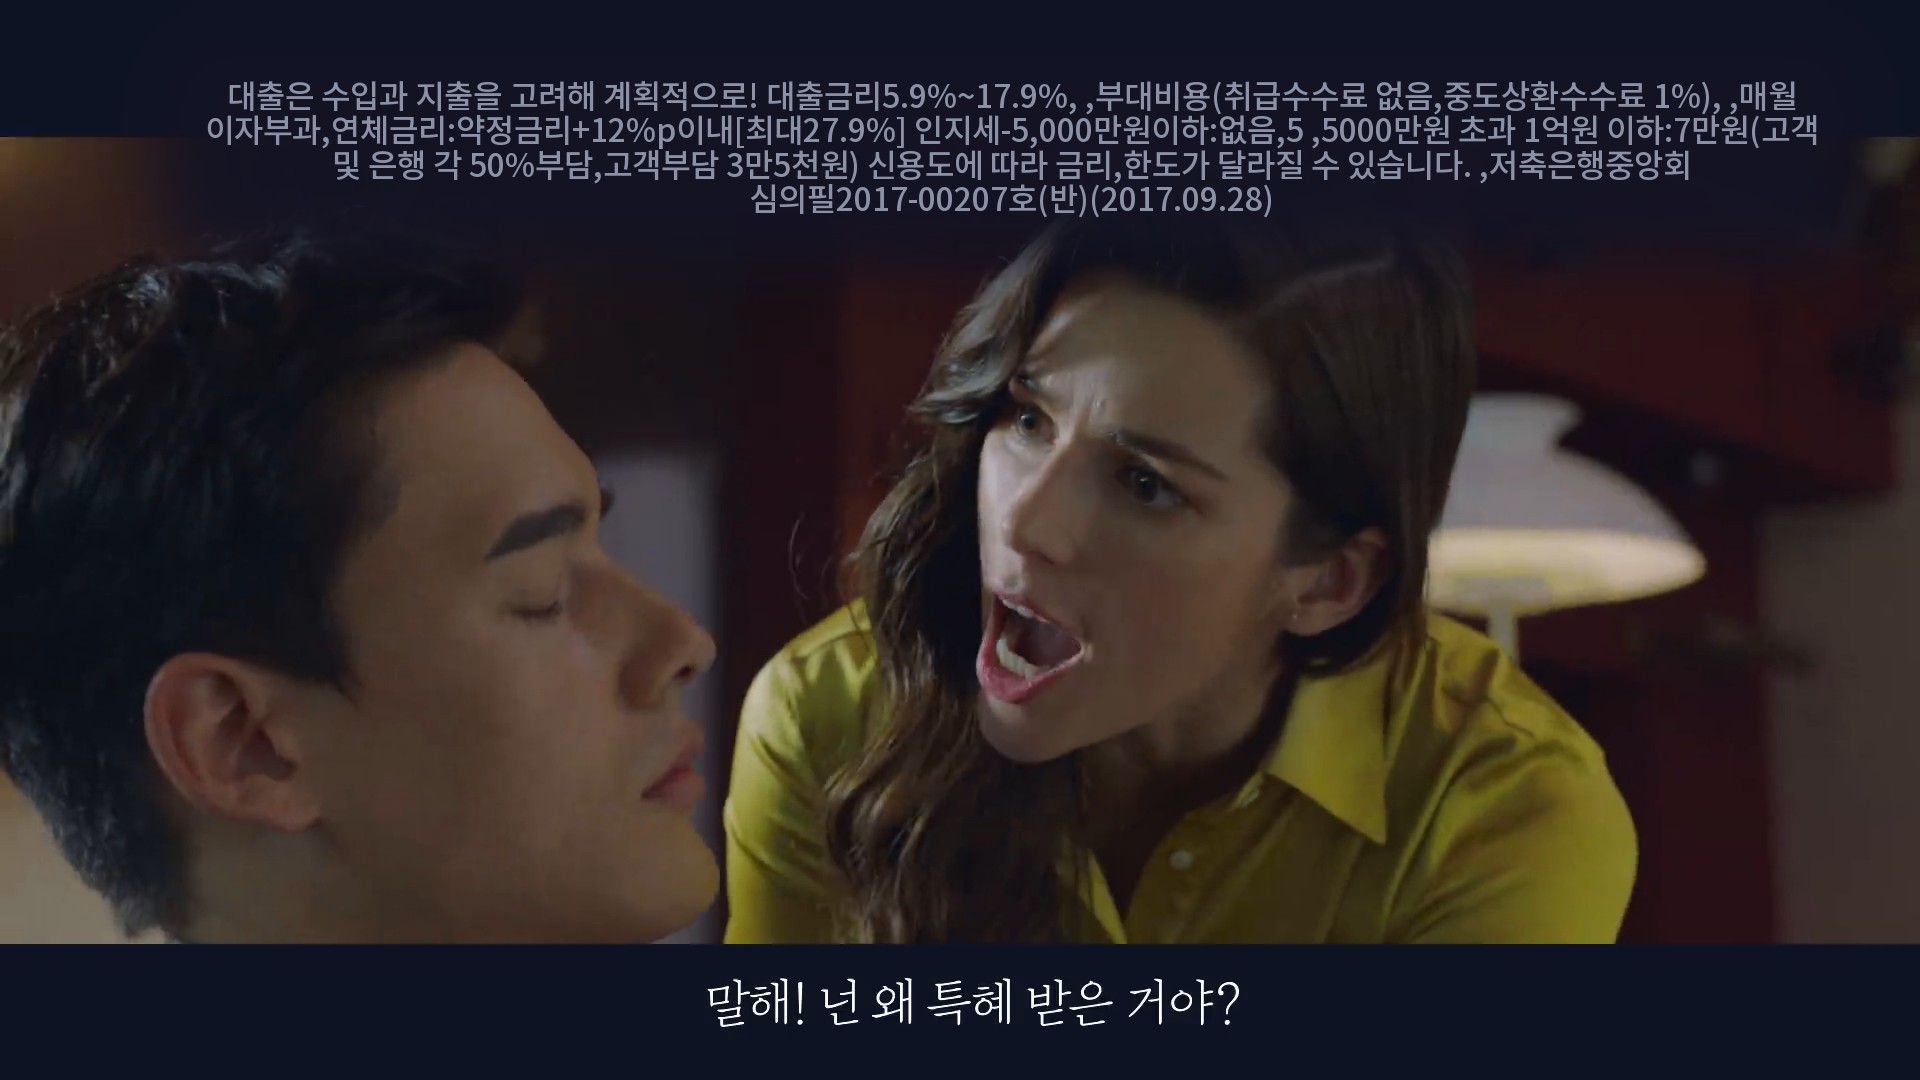 대출은 수입과 지출을 고려해 계획적으로! 대출금리5.9%~17.9%, ,부대비용(취급수수료 없음,중도상환수수료 1%), ,매월
이자부과,연체금리:약정금리+12%p이내[최대27.9%] 인지세-5,000만원이하:없음,5 ,5000만원 초과 1억원 이하:7만원(고객
및 은행 각 50%부담,고객부담 3만5천원) 신용도에 따라 금리,한도가 달라질 수 있습니다. ,저축은행중앙회
심의필2017-00207호(반)(2017.09.28)
말해! 넌 왜 특혜 받은 거야?